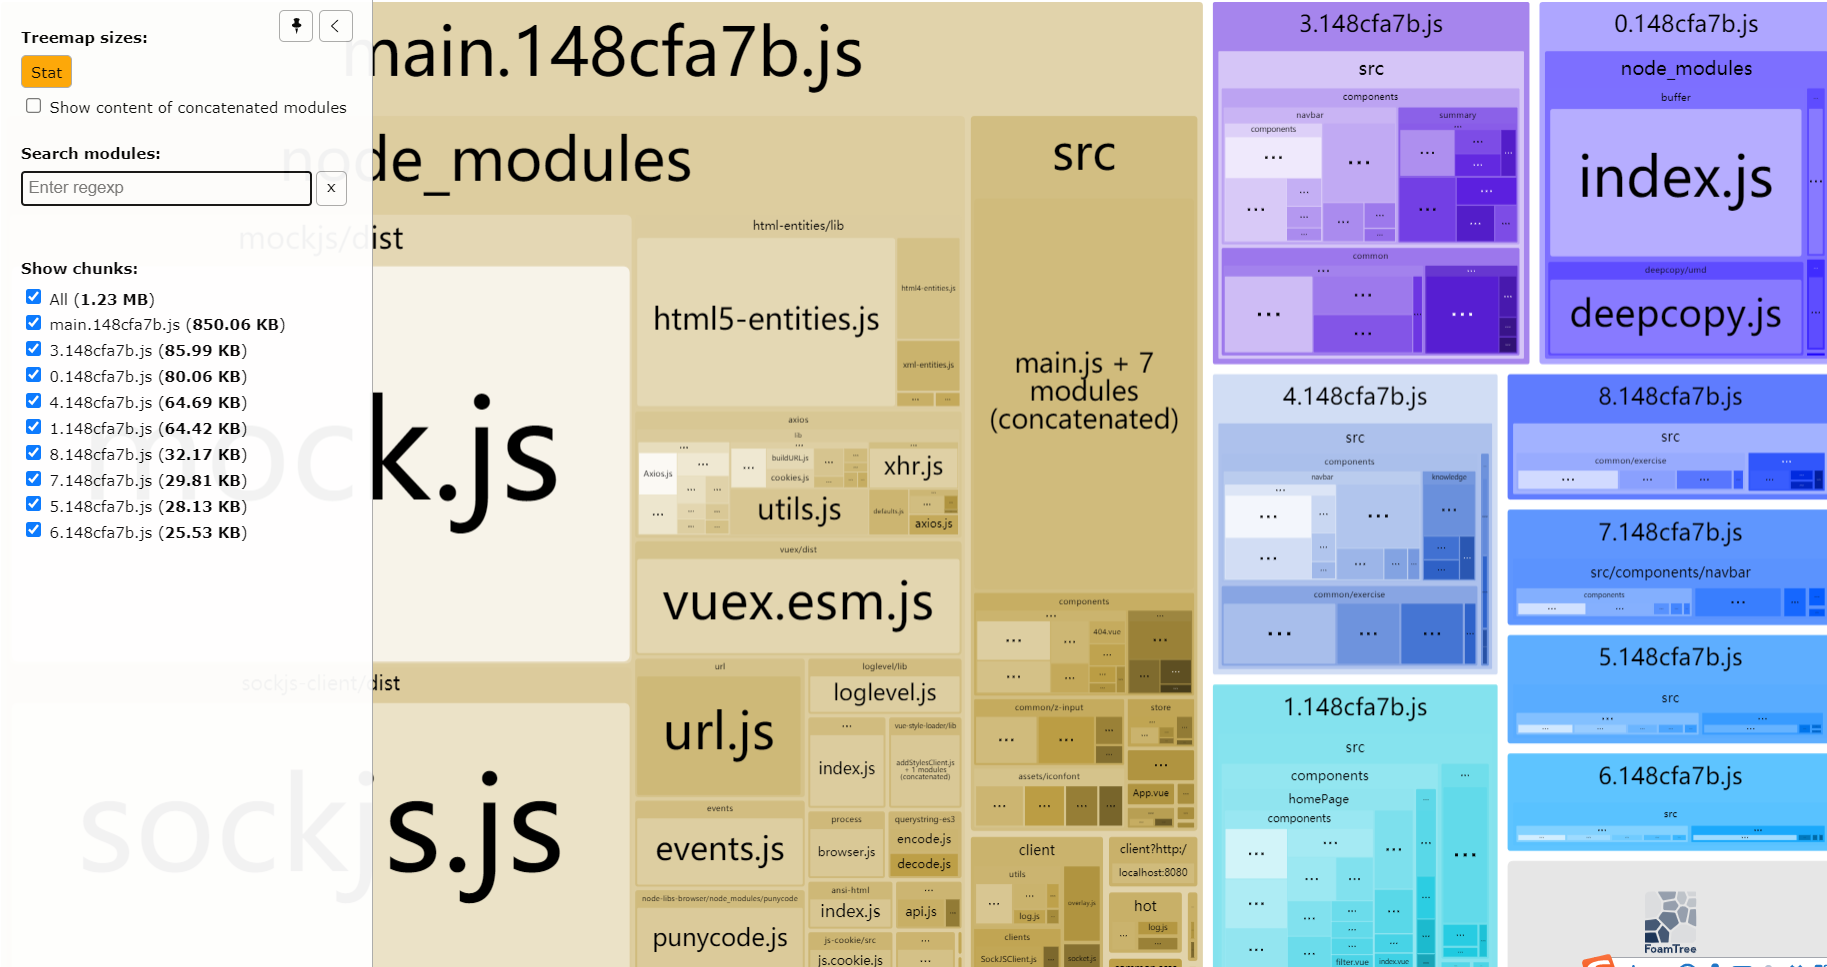 Treemap sizes:
Stat
Show content of concatenated modules
Search modules:
Enter regexp
x
Show chunks:
All (1.23 MB)
main.148cfa7b.js (850.06 KB)
3.148cfa7b.js (85.99 KB)
0.148cfa7b.js (80.06 KB)
4.148cfa7b.js (64.69 KB)
1.148cfa7b.js (64.42 KB)
8.148cfa7b.js (32.17 KB)
7.148cfa7b.js (29.81 KB)
5.148cfa7b.js (28.13 KB)
6.148cfa7b.js (25.53 KB)
main.148cfa7b.js
node_modules
mockjs/dist
mock.js
sockjs-client/dist
sockjs.js
html-entities/lib
html5-entities.js
html4-entities.js
xml-entities.js
...
...
axios
lib
...
Axios.js
...
...
...
buildURL.js
cookies.js
utils.js
xhr.js
defaults.js
axios.js
vuex/dist
vuex.esm.js
url
url.js
loglevel/lib
loglevel.js
...
index.js
vue-style-loader/lib
addStylesClient.js
+ 1 modules
(concatenated)
events
events.js
process
browser.js
querystring-es3
encode.js
decode.js
node-libs-browser/node_modules/punycode
punycode.js
ansi-html
index.js
...
api.js
js-cookie/src
js.cookie.js
...
...
src
main.js + 7
modules
(concatenated)
components
...
...
...
404.vue
...
...
common/z-input
...
...
...
store
...
...
assets/iconfont
...
...
...
...
App.vue
client
utils
...
log.js
overlay.js
clients
SockJSClient.js
socket.js
client?http:/
localhost:8080
hot
...
log.js
...
3.148cfa7b.js
src
components
navbar
components
...
...
...
summary
...
...
common
...
...
...
...
...
...
0.148cfa7b.js
node_modules
buffer
index.js
deepcopy/umd
deepcopy.js
4.148cfa7b.js
src
components
navbar
...
...
...
...
knowledge
...
common/exercise
...
...
...
8.148cfa7b.js
src
common/exercise
...
...
...
...
7.148cfa7b.js
src/components/navbar
components
...
...
...
5.148cfa7b.js
src
...
...
6.148cfa7b.js
src
...
...
1.148cfa7b.js
src
components
homePage
components
...
...
...
...
...
...
filter.vue
index.vue
...
...
FoamTree